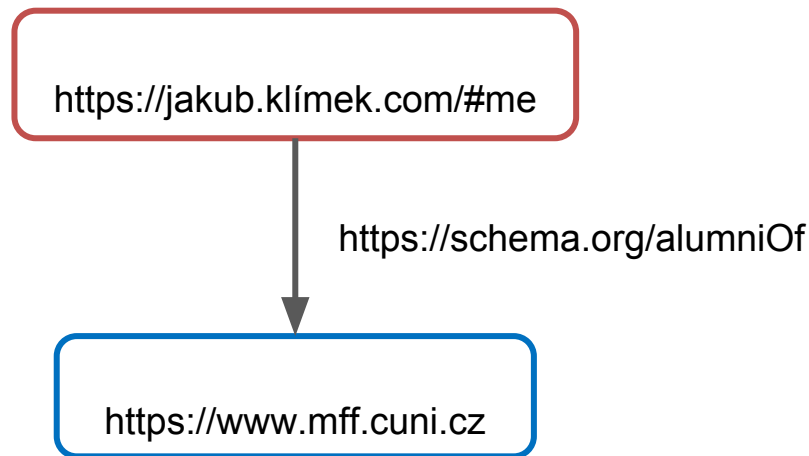 https://jakub.klímek.com/#me
https://schema.org/alumniOf
https://www.mff.cuni.cz